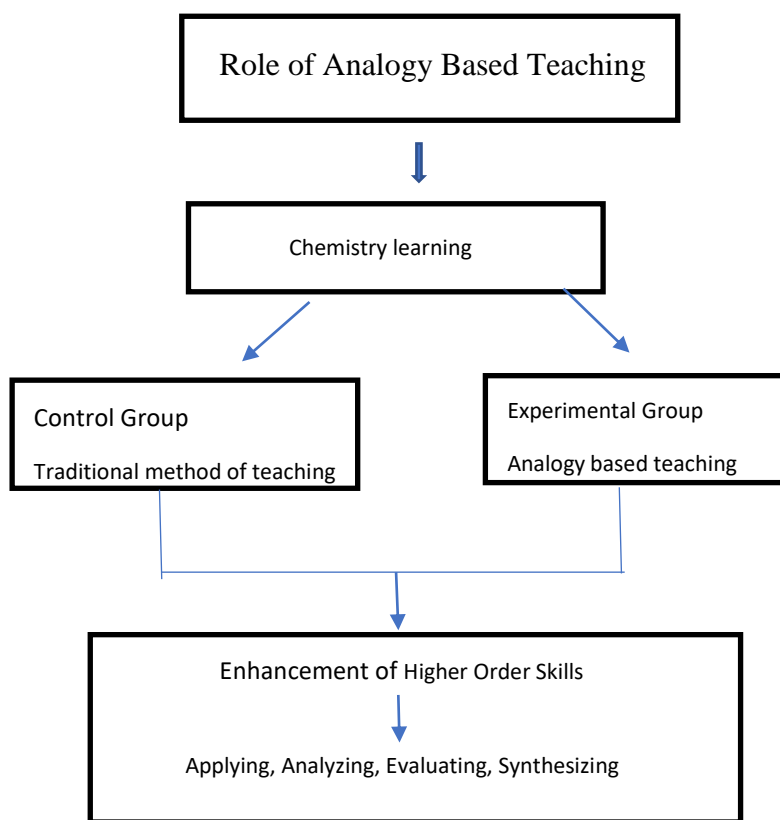 Role of Analogy Based Teaching
Chemistry learning
Control Group
Traditional method of teaching
Experimental Group
Analogy based teaching
Enhancement of Higher Order Skills
Applying, Analyzing, Evaluating, Synthesizing